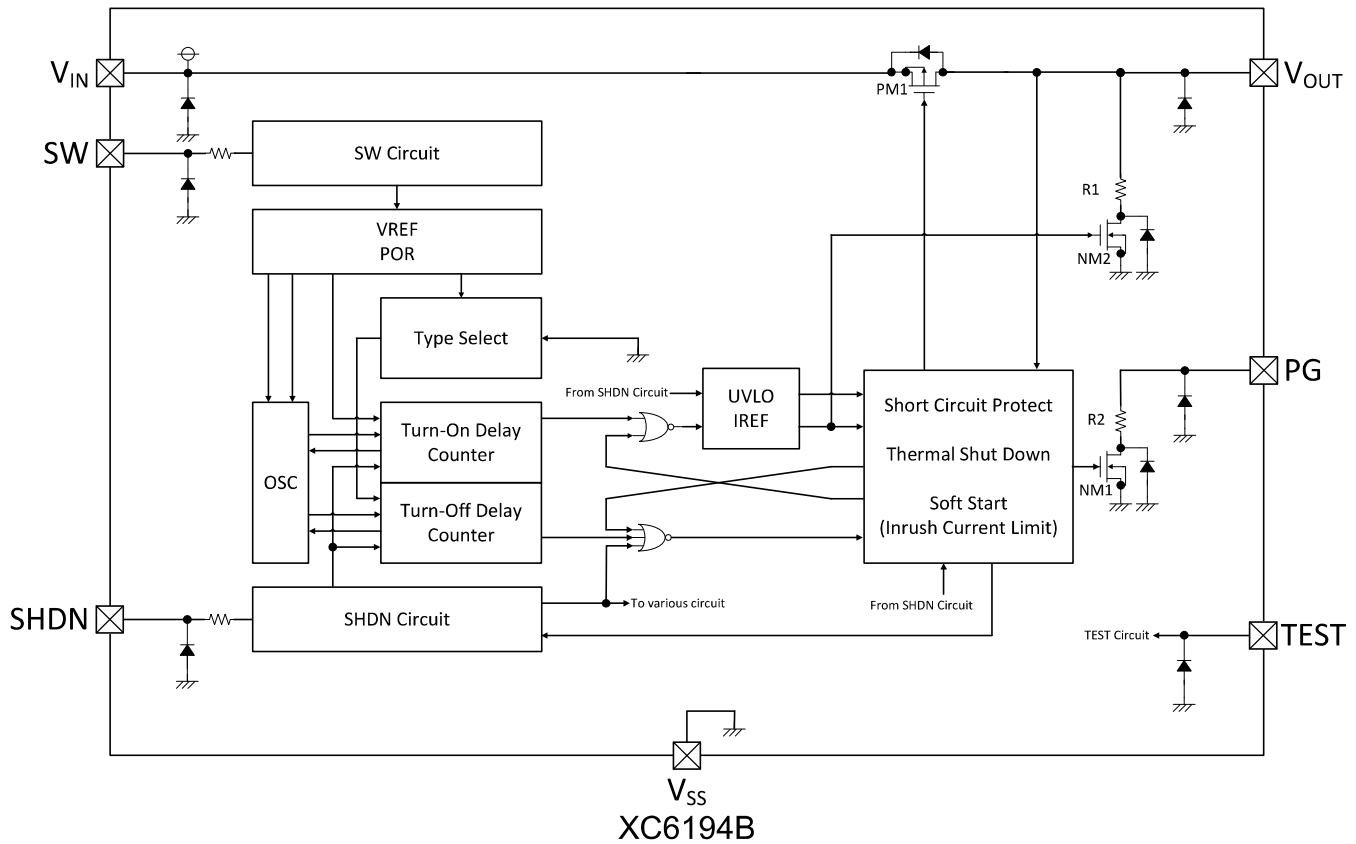 VIN
PM1
VOUT
SW
SW Circuit
R1
VREF
POR
NM2
Type Select
From SHDN Circuit
UVLO
IREF
PG
Short Circuit Protect
Thermal Shut Down
Soft Start
(Inrush Current Limit)
R2
NM1
OSC
Turn-On Delay
Counter
Turn-Off Delay
Counter
SHDN
SHDN Circuit
To various circuit
From SHDN Circuit
TEST Circuit
TEST
VSS
XC6194B